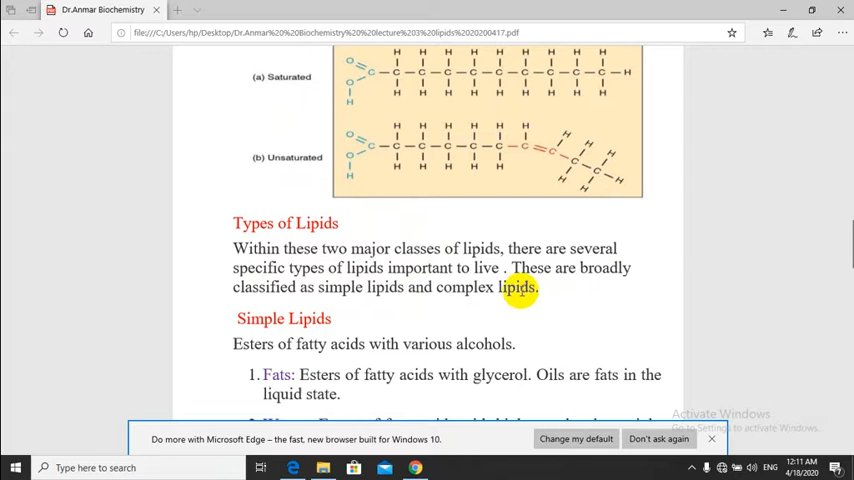 Dr.Anmar Biochemistry
file:///C:/Users/hp/Desktop/Dr.Anmar%20%20Biochemistry%20%20lecture%203%20lipids%20200417.pdf
H H H H H H H H H
O
C C C C C C C C C C H
(a) Saturated
O
H H H H H H H H H
H
H H H H H H
O H
C C C C C C C C H
(b) Unsaturated
O C H
H H H H H C H
H H H
Types of Lipids
Within these two major classes of lipids, there are several
specific types of lipids important to live . These are broadly
classified as simple lipids and complex lipids.
Simple Lipids
Esters of fatty acids with various alcohols.
1. Fats: Esters of fatty acids with glycerol. Oils are fats in the
liquid state.
Activate Windows
Go to Settings to activate Windows.
Do more with Microsoft Edge – the fast, new browser built for Windows 10.
Change my default
Don't ask again
Type here to search
ENG
12:11 AM
4/18/2020